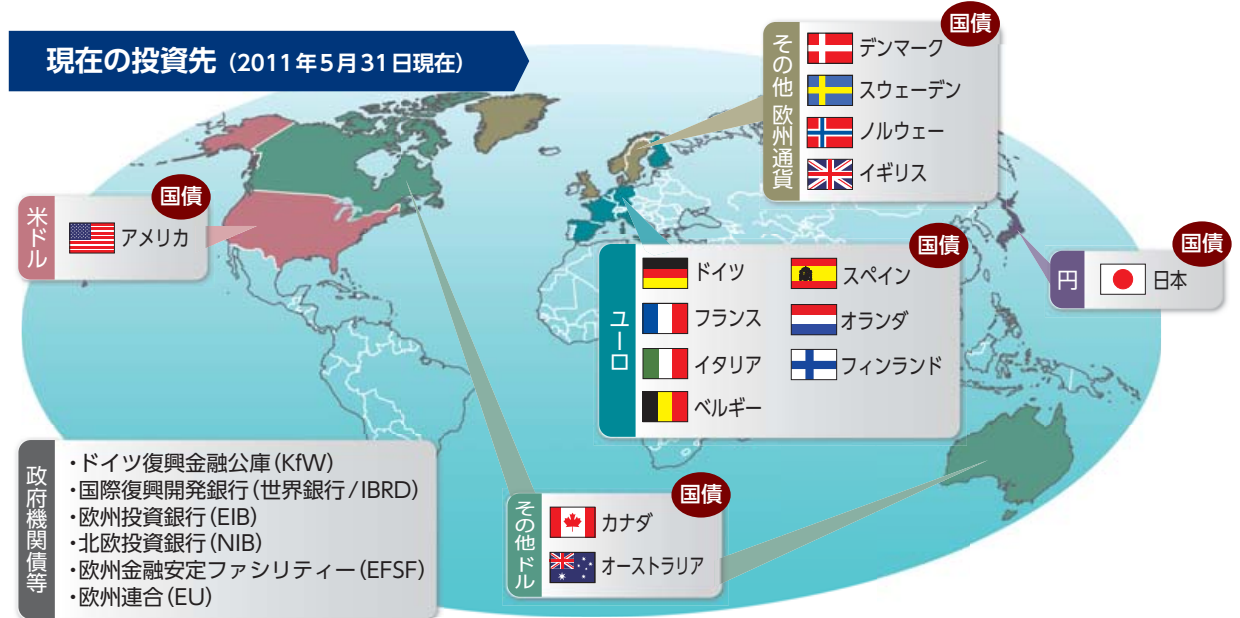 現在の投資先 (2011年5月31日現在)
国債
その他 欧州通貨
デンマーク
スウェーデン
ノルウェー
イギリス
国債
米ドル
アメリカ
国債
ユーロ
ドイツ
スペイン
フランス
オランダ
イタリア
フィンランド
ベルギー
国債
円
日本
政府機関債等
・ドイツ復興金融公庫(KfW)
・国際復興開発銀行(世界銀行/IBRD)
・欧州投資銀行(EIB)
・北欧投資銀行(NIB)
・欧州金融安定ファシリティー(EFSF)
・欧州連合(EU)
国債
その他 ドル
カナダ
オーストラリア